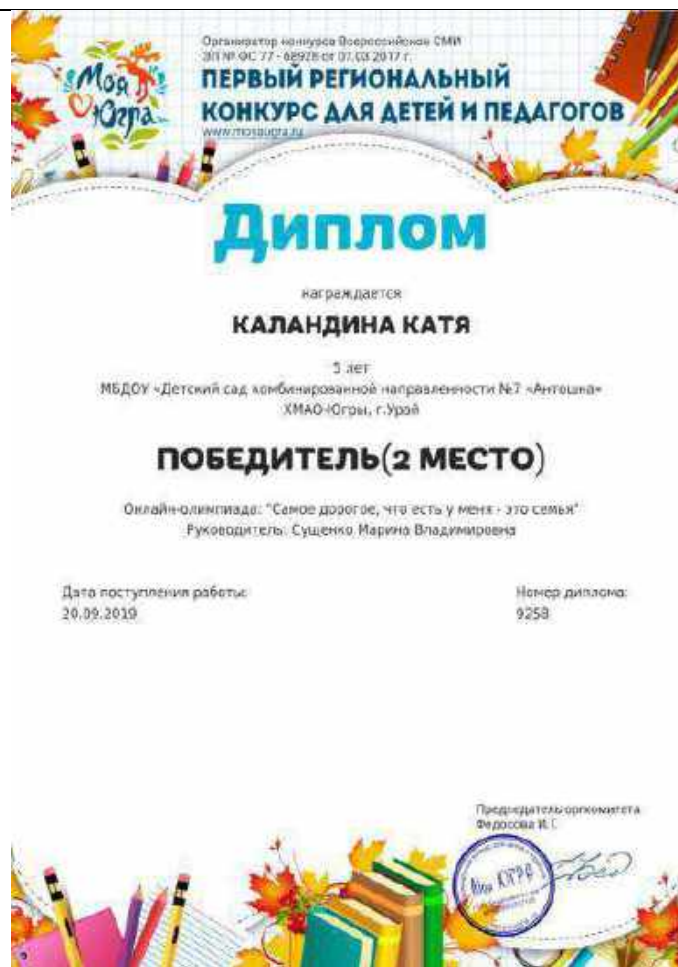 Моя Югра
Организатор конкурса Всероссийское СМИ
ЭЛ № ФС 77 - 68928 от 07.03.2017 г.
ПЕРВЫЙ РЕГИОНАЛЬНЫЙ
КОНКУРС ДЛЯ ДЕТЕЙ И ПЕДАГОГОВ
Диплом
награждается
КАЛАНДИНА КАТЯ
5 лет
МБДОУ «Детский сад комбинированной направленности №7 «Антошка»
ХМАО-Югры, г.Урай
ПОБЕДИТЕЛЬ(2 МЕСТО)
Онлайн-олимпиада: "Самое дорогое, что есть у меня - это семья"
Руководитель: Сущенко Марина Владимировна
Дата поступления работы:
20.09.2019
Номер диплома:
9258
Председатель оргкомитета
Федосова И.Г.
Моя ЮГРА